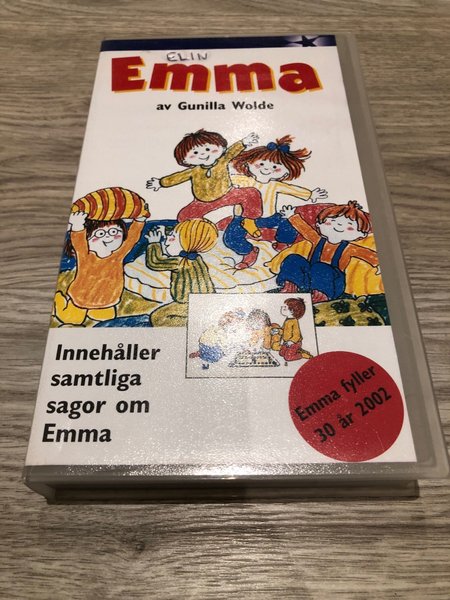 ELIN
Emma
av Gunilla Wolde
Innehåller
samtliga
sagor om
Emma
Emma fyller
30 år 2002